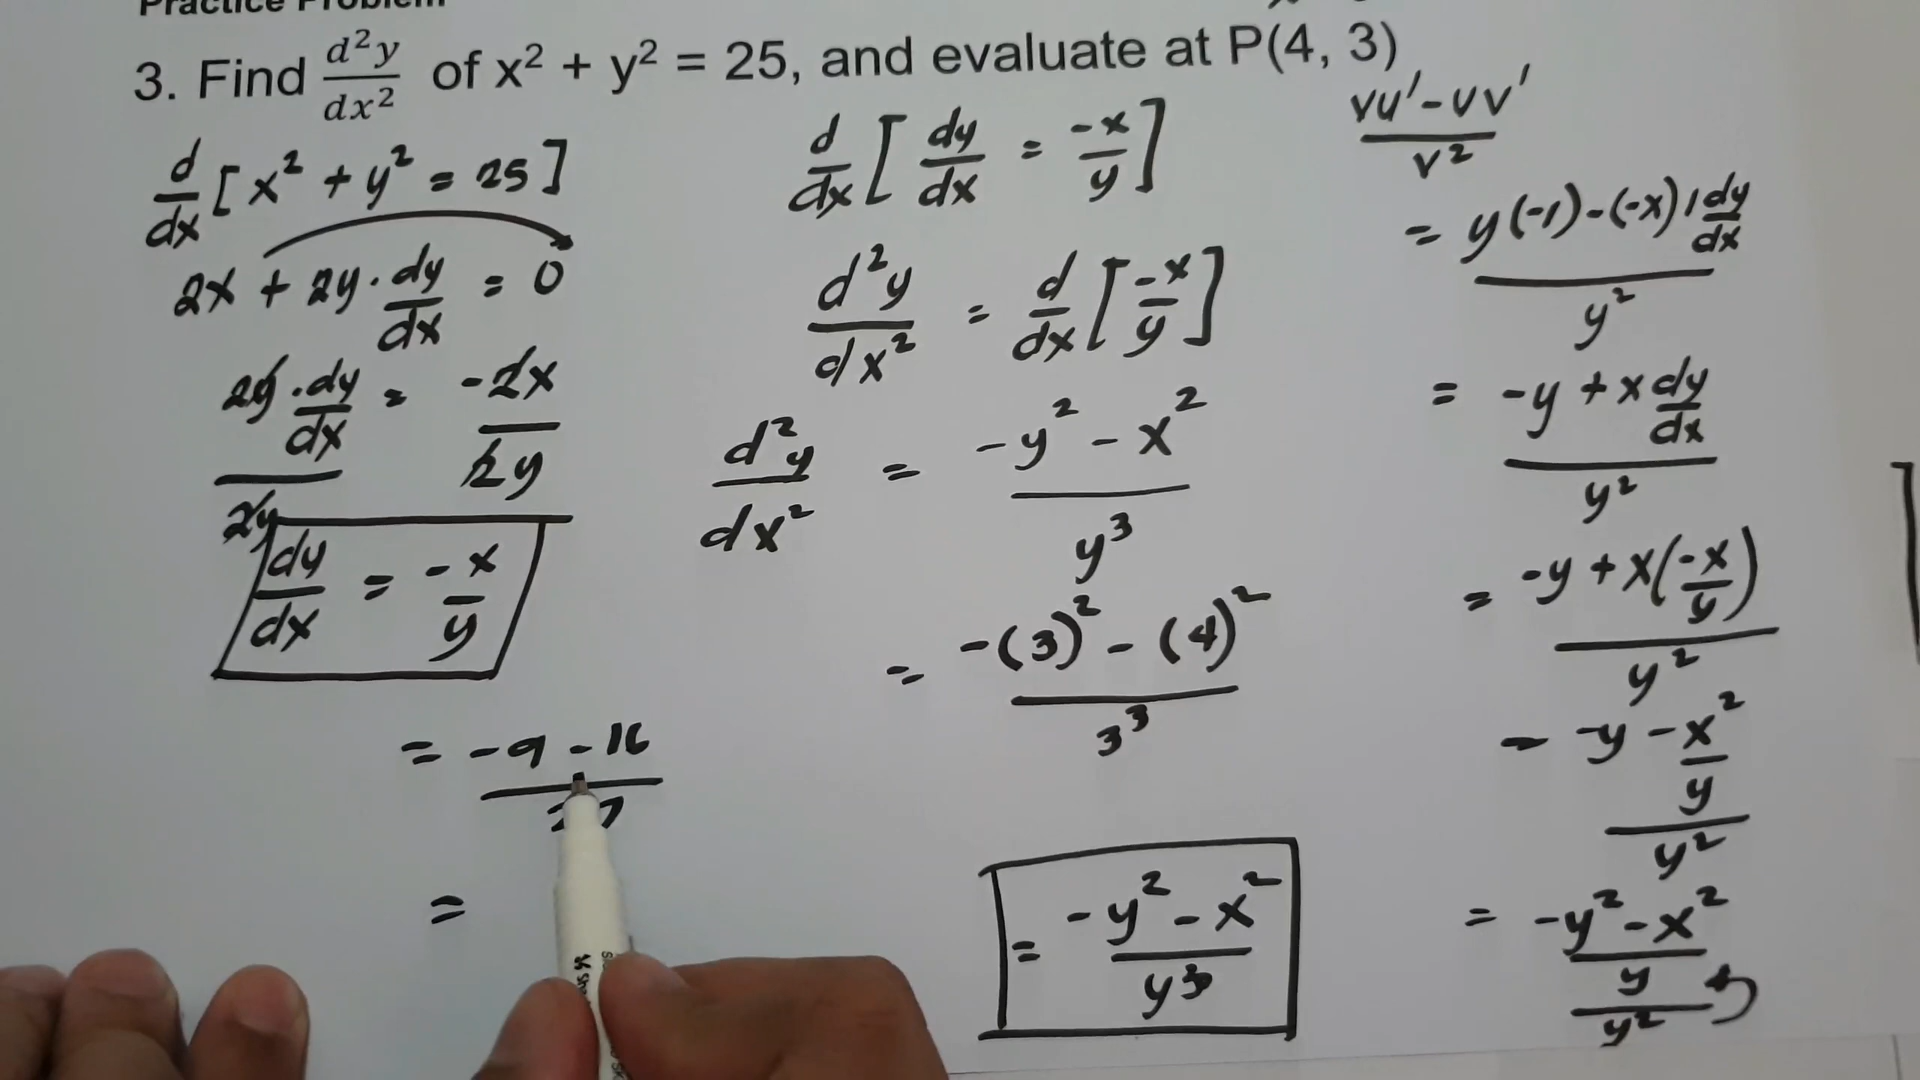 Practice Problem
3. Find d²y/dx² of x² + y² = 25, and evaluate at P(4, 3)
d/dx [x² + y² = 25]
2x + 2y · dy/dx = 0
2y · dy/dx / 2y = -2x / 2y
dy/dx = -x/y
= -9 - 16 / 27
=
d/dx [dy/dx = -x/y]
d²y/dx² = d/dx [-x/y]
d²y/dx² = -y² - x² / y³
= -(3)² - (4)² / 3³
= -y² - x² / y³
vu' - uv' / v²
= y(-1) - (-x) 1 dy/dx / y²
= -y + x dy/dx / y²
= -y + x(-x/y) / y²
= -y - x²/y / y²
= -y² - x² / y / y²